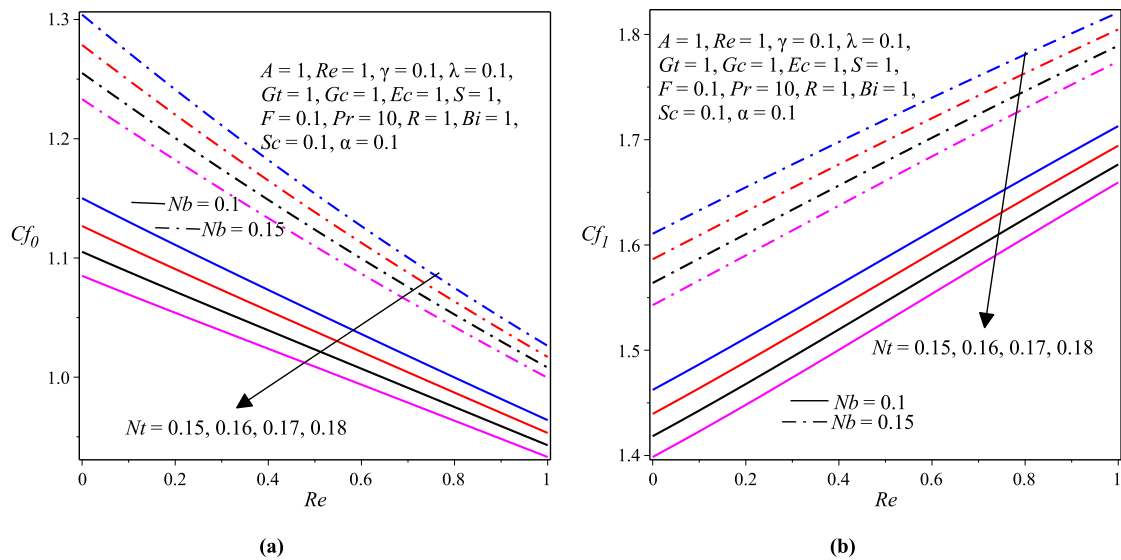 1.3
1.2
1.1
1.0
Cf0
A = 1, Re = 1, γ = 0.1, λ = 0.1,
Gt = 1, Gc = 1, Ec = 1, S = 1,
F = 0.1, Pr = 10, R = 1, Bi = 1,
Sc = 0.1, α = 0.1
Nb = 0.1
Nb = 0.15
Nt = 0.15, 0.16, 0.17, 0.18
0 0.2 0.4 0.6 0.8 1
Re
(a)
1.8
1.7
1.6
1.5
1.4
Cf1
A = 1, Re = 1, γ = 0.1, λ = 0.1,
Gt = 1, Gc = 1, Ec = 1, S = 1,
F = 0.1, Pr = 10, R = 1, Bi = 1,
Sc = 0.1, α = 0.1
Nt = 0.15, 0.16, 0.17, 0.18
Nb = 0.1
Nb = 0.15
0 0.2 0.4 0.6 0.8 1
Re
(b)